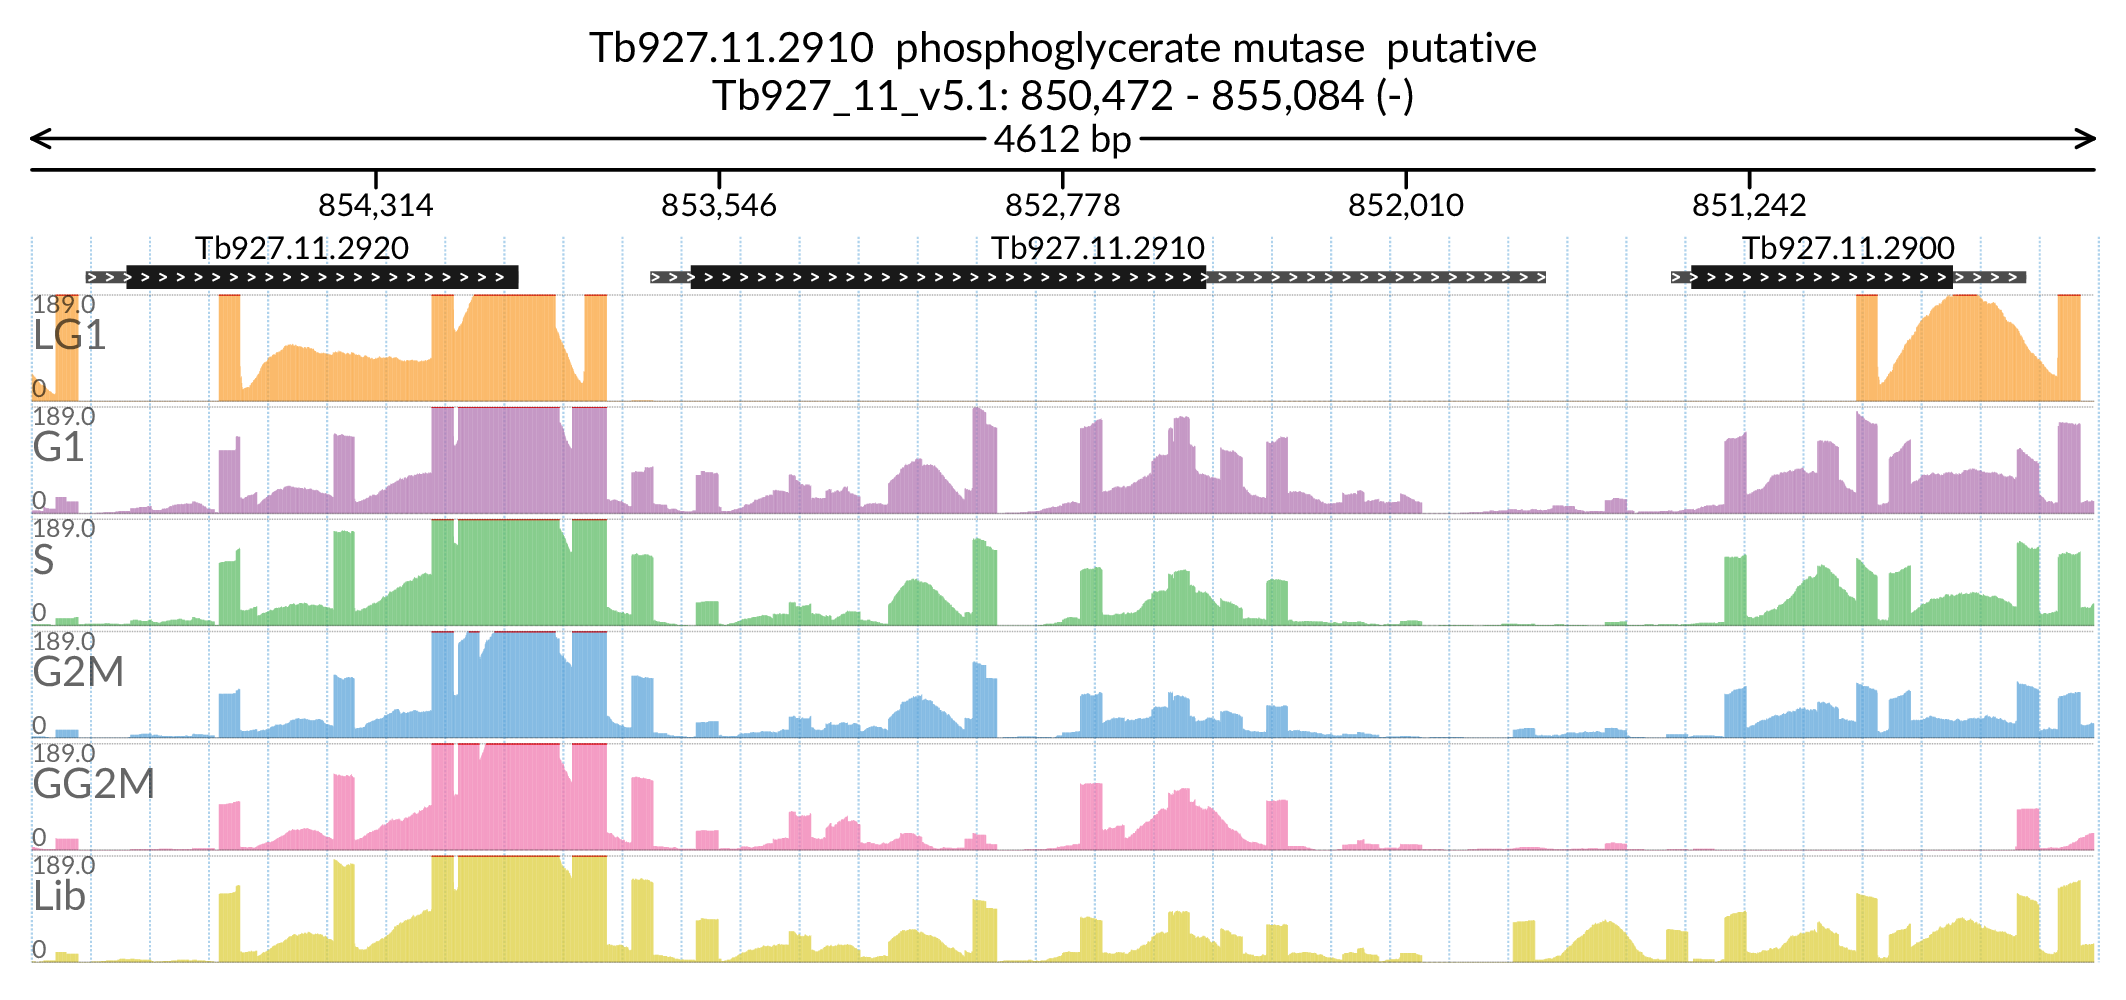 Tb927.11.2910 phosphoglycerate mutase putative
Tb927_11_v5.1: 850,472 - 855,084 (-)
4612 bp
854,314 853,546 852,778 852,010 851,242
Tb927.11.2920 Tb927.11.2910 Tb927.11.2900
189.0
LG1
0
189.0
G1
0
189.0
S
0
189.0
G2M
0
189.0
GG2M
0
189.0
Lib
0